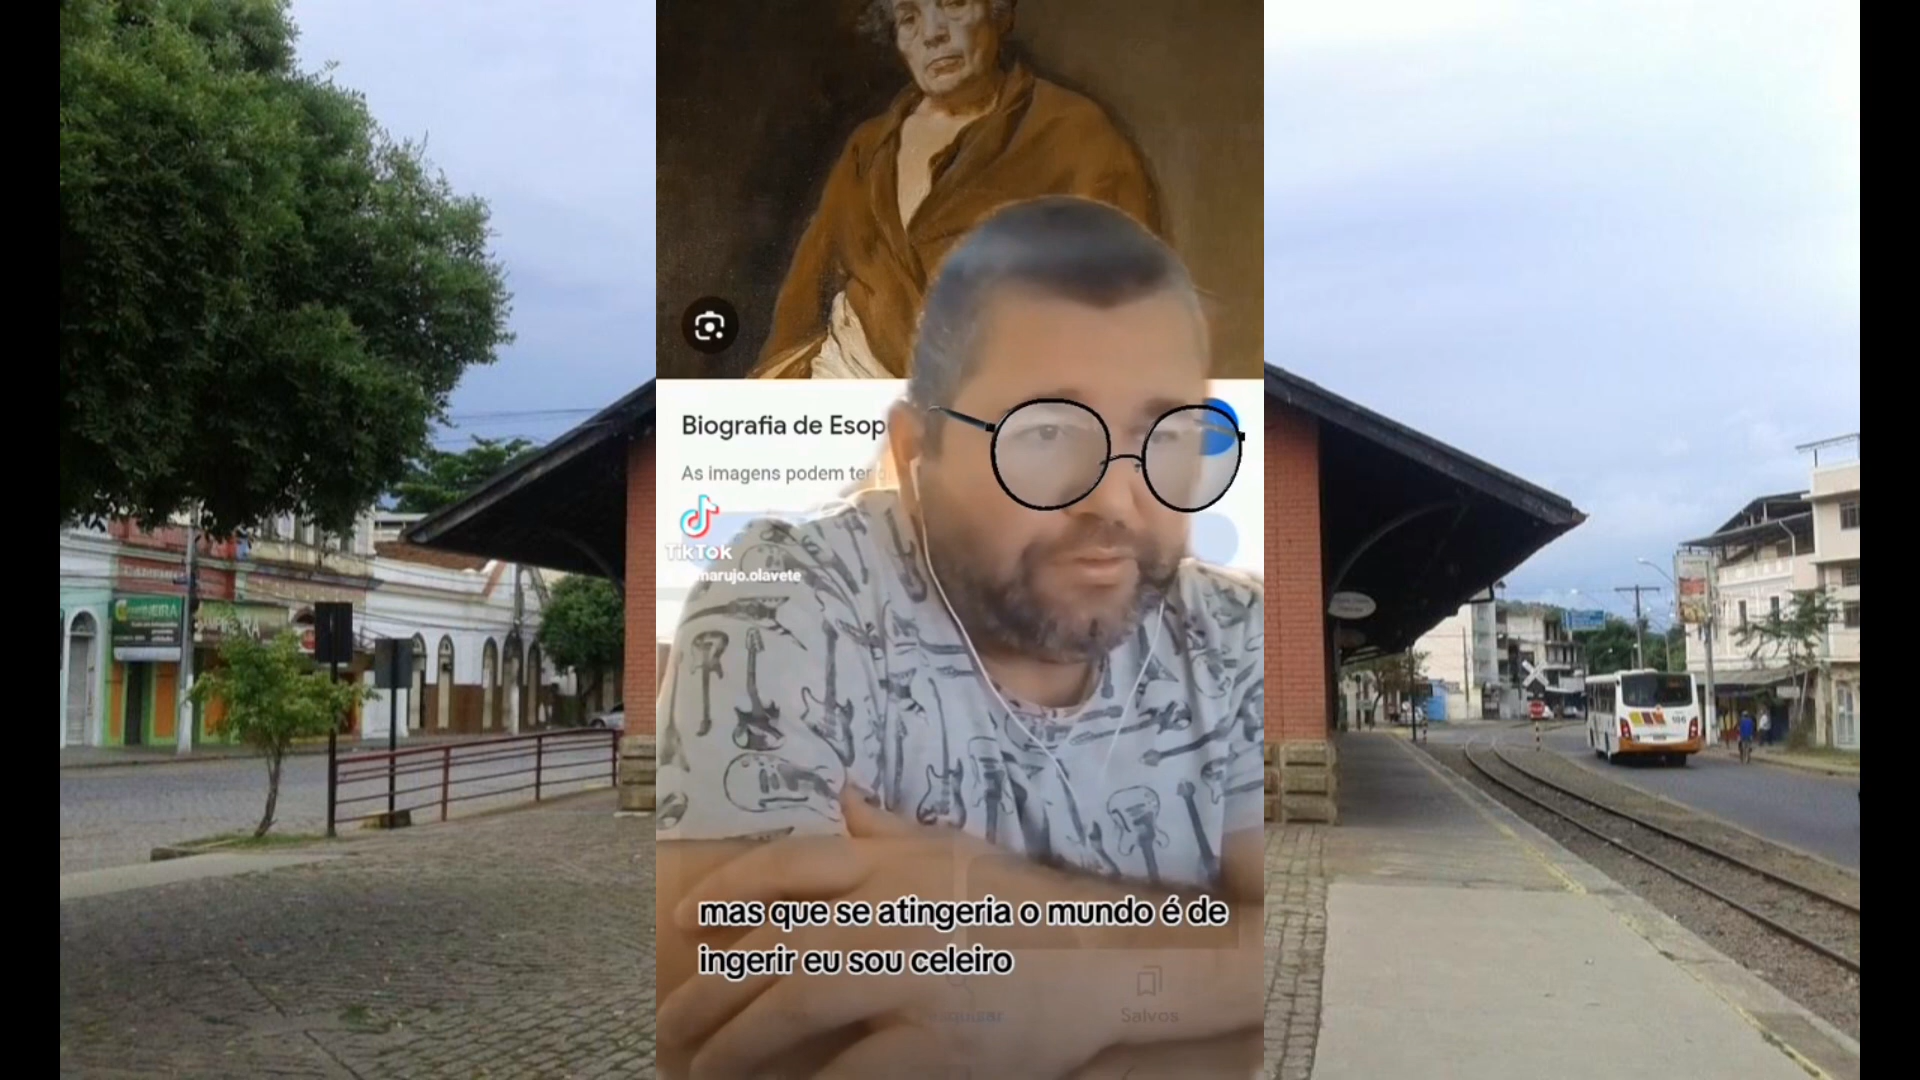 Biografia de Esop
As imagens podem ter
TikTok
marujo.olavete
mas que se atingeria o mundo é de
ingerir eu sou celeiro
Salvos
106